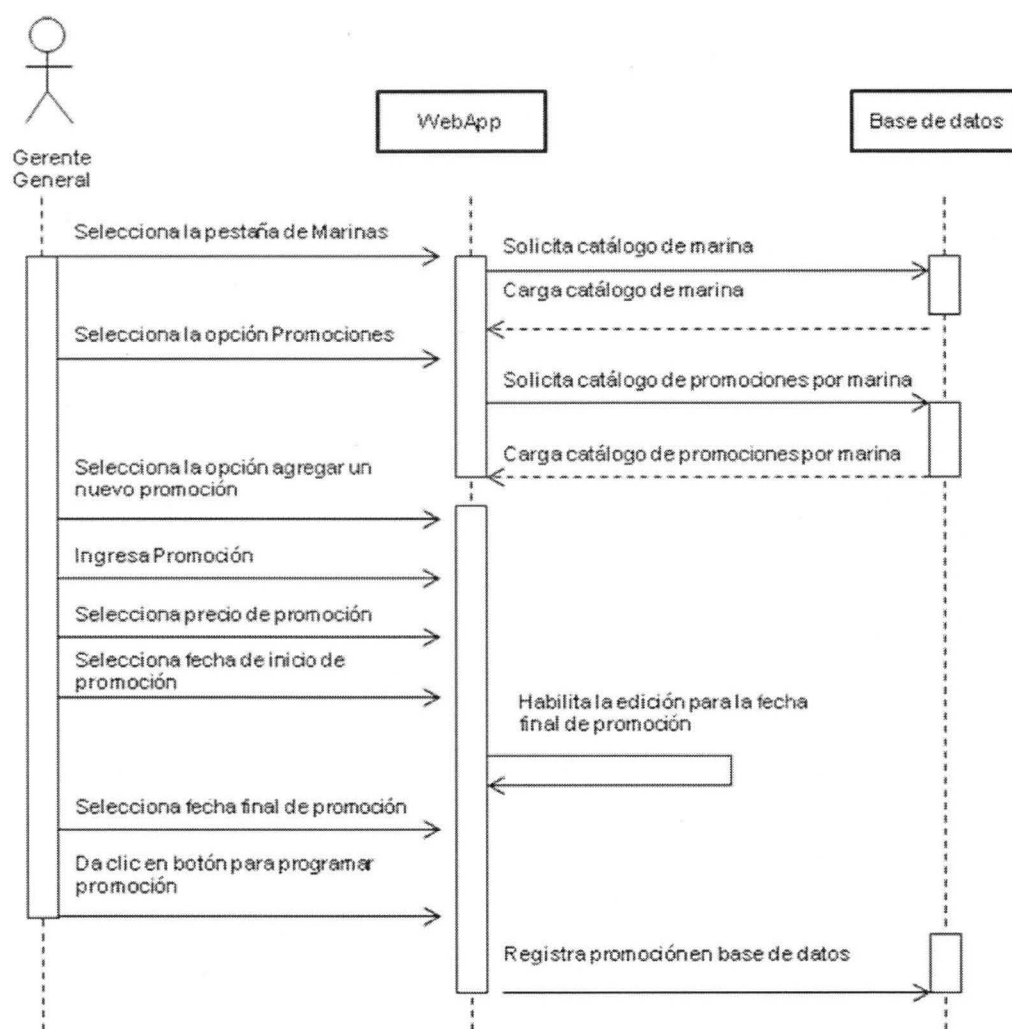 WebApp
Base de datos
Gerente
General
Selecciona la pestaña de Marinas
Solicita catálogo de marina
Carga catálogo de marina
Selecciona la opción Promociones
Solicita catálogo de promociones por marina
Carga catálogo de promociones por marina
Selecciona la opción agregar un
nuevo promoción
Ingresa Promoción
Selecciona precio de promoción
Selecciona fecha de inicio de
promoción
Habilita la edición para la fecha
final de promoción
Selecciona fecha final de promoción
Da clic en botón para programar
promoción
Registra promociónen base de datos